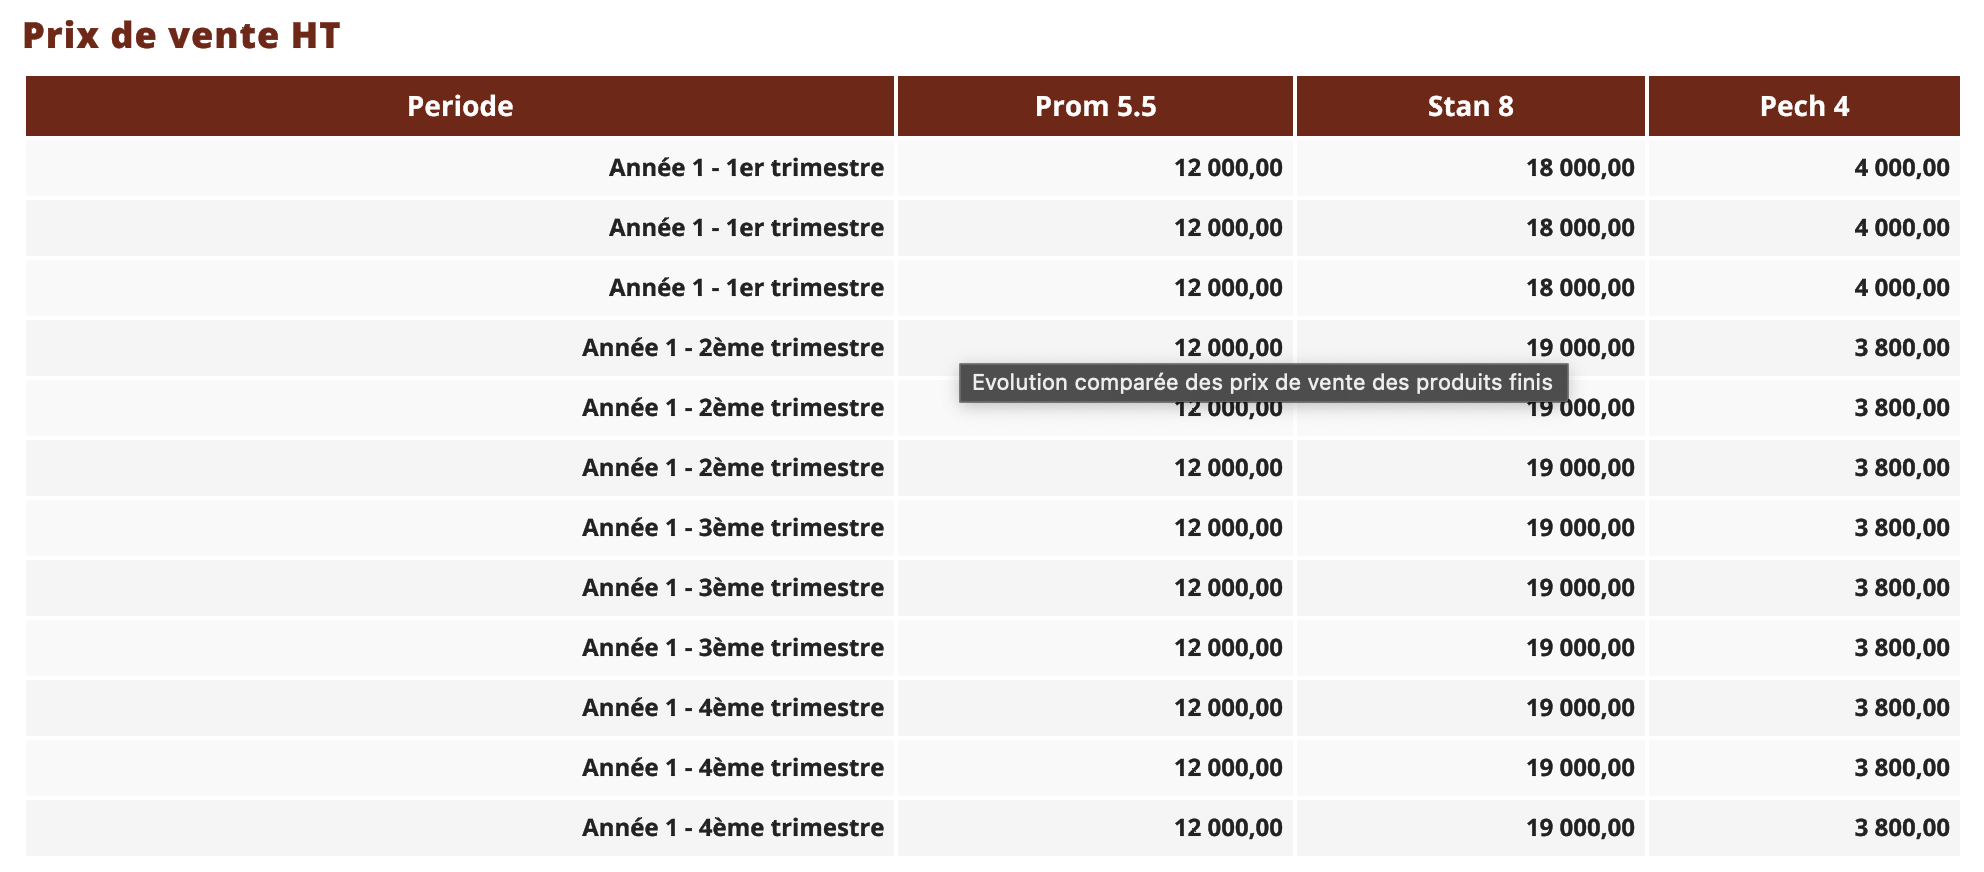 Prix de vente HT
Periode Prom 5.5 Stan 8 Pech 4
Année 1 - 1er trimestre 12 000,00 18 000,00 4 000,00
Année 1 - 1er trimestre 12 000,00 18 000,00 4 000,00
Année 1 - 1er trimestre 12 000,00 18 000,00 4 000,00
Année 1 - 2ème trimestre 12 000,00 19 000,00 3 800,00
Evolution comparée des prix de vente des produits finis
Année 1 - 2ème trimestre 12 000,00 19 000,00 3 800,00
Année 1 - 2ème trimestre 12 000,00 19 000,00 3 800,00
Année 1 - 3ème trimestre 12 000,00 19 000,00 3 800,00
Année 1 - 3ème trimestre 12 000,00 19 000,00 3 800,00
Année 1 - 3ème trimestre 12 000,00 19 000,00 3 800,00
Année 1 - 4ème trimestre 12 000,00 19 000,00 3 800,00
Année 1 - 4ème trimestre 12 000,00 19 000,00 3 800,00
Année 1 - 4ème trimestre 12 000,00 19 000,00 3 800,00